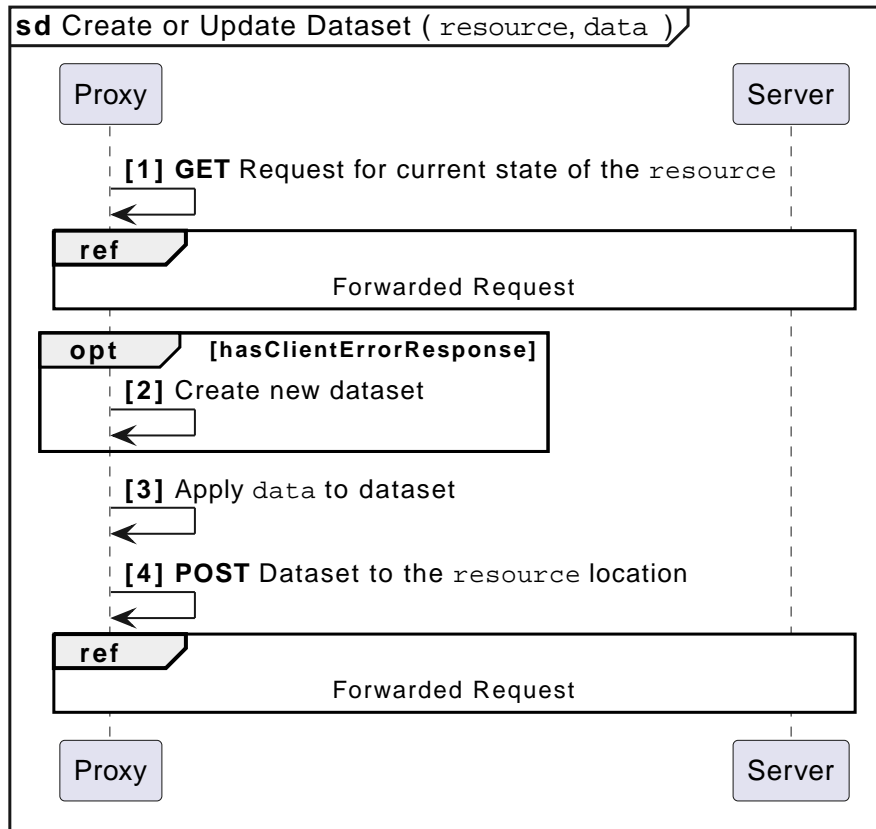 sd Create or Update Dataset ( resource, data )
Proxy Server
[1] GET Request for current state of the resource
ref
Forwarded Request
opt [hasClientErrorResponse]
[2] Create new dataset
[3] Apply data to dataset
[4] POST Dataset to the resource location
ref
Forwarded Request
Proxy Server